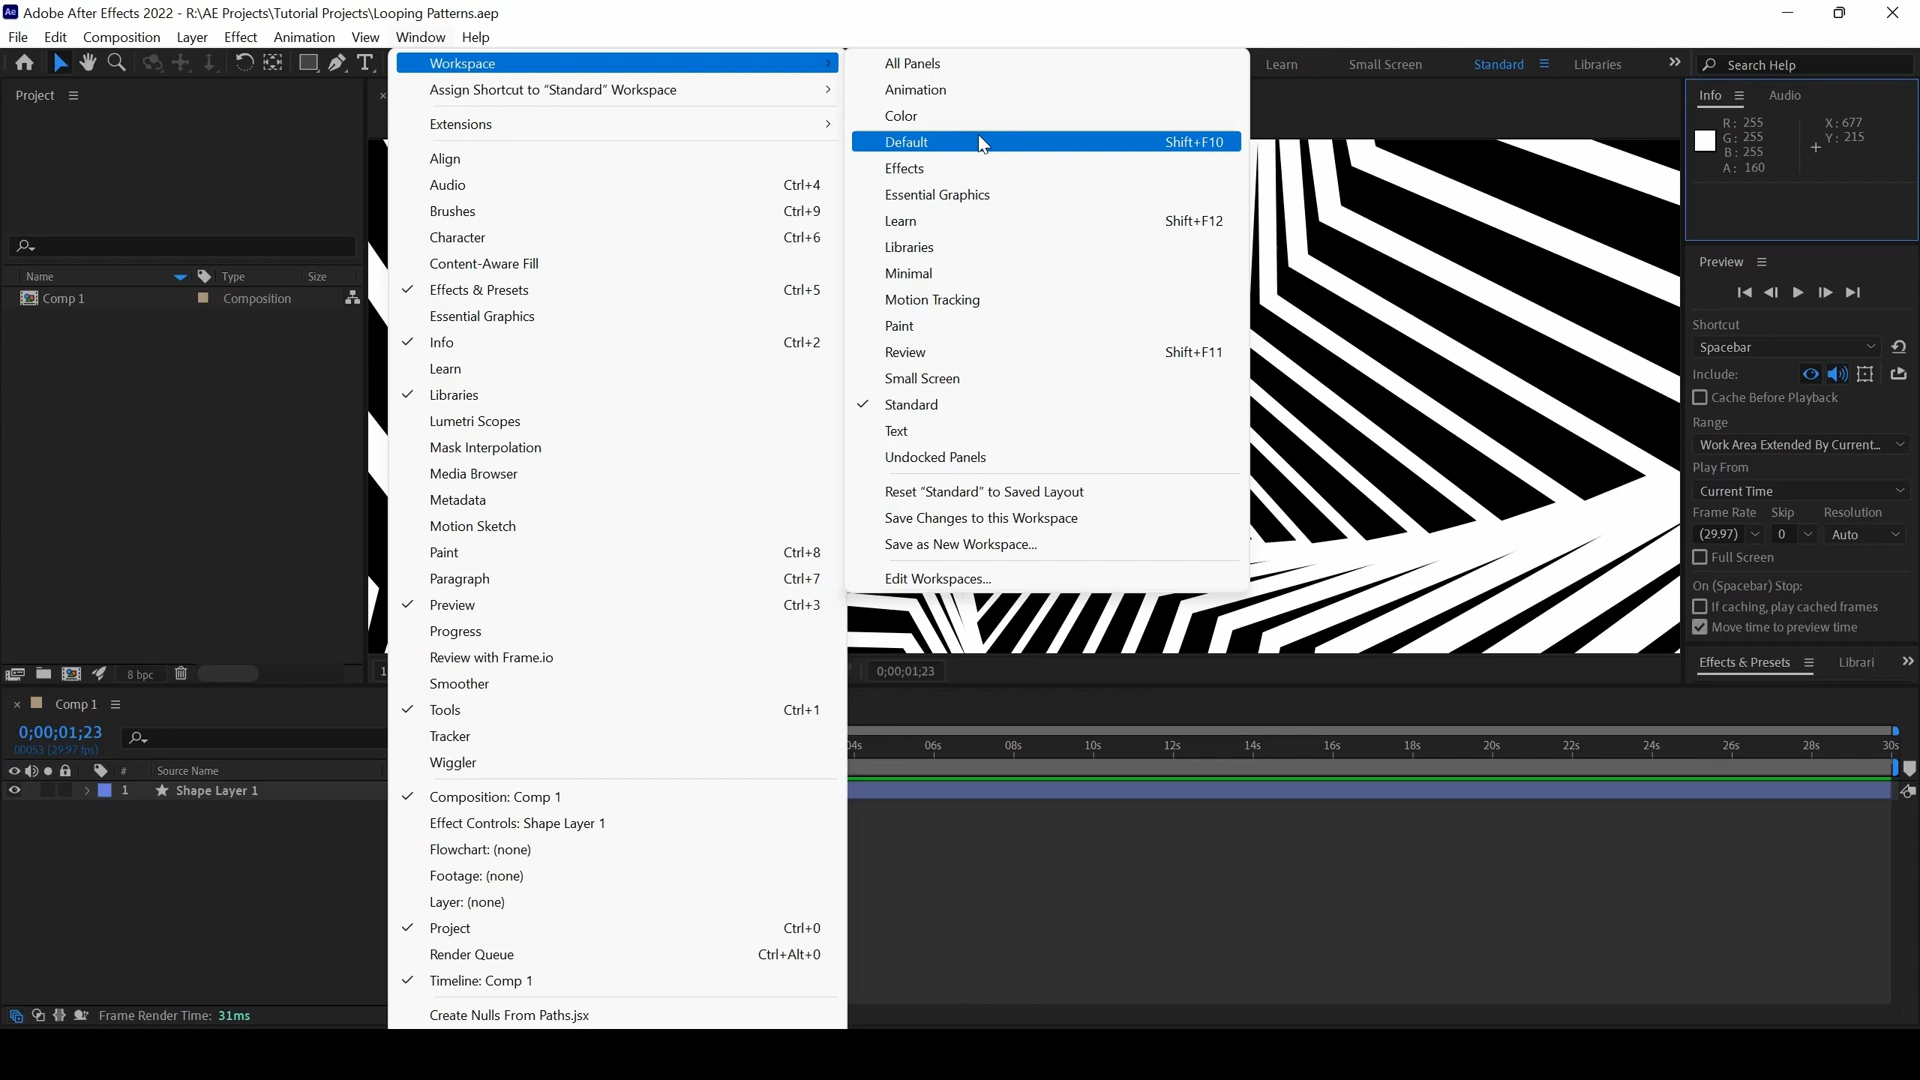 Ae Adobe After Effects 2022 - R:\AE Projects\Tutorial Projects\Looping Patterns.aep
File Edit Composition Layer Effect Animation View Window Help
Learn Small Screen Standard Libraries Search Help
Project
Name Type Size
Comp 1 Composition
8 bpc
Workspace
Assign Shortcut to “Standard” Workspace
Extensions
Align
Audio Ctrl+4
Brushes Ctrl+9
Character Ctrl+6
Content-Aware Fill
Effects & Presets Ctrl+5
Essential Graphics
Info Ctrl+2
Learn
Libraries
Lumetri Scopes
Mask Interpolation
Media Browser
Metadata
Motion Sketch
Paint Ctrl+8
Paragraph Ctrl+7
Preview Ctrl+3
Progress
Review with Frame.io
Smoother
Tools Ctrl+1
Tracker
Wiggler
Composition: Comp 1
Effect Controls: Shape Layer 1
Flowchart: (none)
Footage: (none)
Layer: (none)
Project Ctrl+0
Render Queue Ctrl+Alt+0
Timeline: Comp 1
Create Nulls From Paths.jsx
All Panels
Animation
Color
Default Shift+F10
Effects
Essential Graphics
Learn Shift+F12
Libraries
Minimal
Motion Tracking
Paint
Review Shift+F11
Small Screen
Standard
Text
Undocked Panels
Reset “Standard” to Saved Layout
Save Changes to this Workspace
Save as New Workspace...
Edit Workspaces...
Info Audio
R: 255 X: 677
G: 255 Y: 215
B: 255
A: 160
Preview
Shortcut
Spacebar
Include:
Cache Before Playback
Range
Work Area Extended By Current...
Play From
Current Time
Frame Rate Skip Resolution
(29.97) 0 Auto
Full Screen
On (Spacebar) Stop:
If caching, play cached frames
Move time to preview time
Effects & Presets Librari
1 0;00;01;23
Comp 1
0;00;01;23
00053 (29.97 fps)
# Source Name
1 Shape Layer 1
04s 06s 08s 10s 12s 14s 16s 18s 20s 22s 24s 26s 28s 30s
Frame Render Time: 31ms